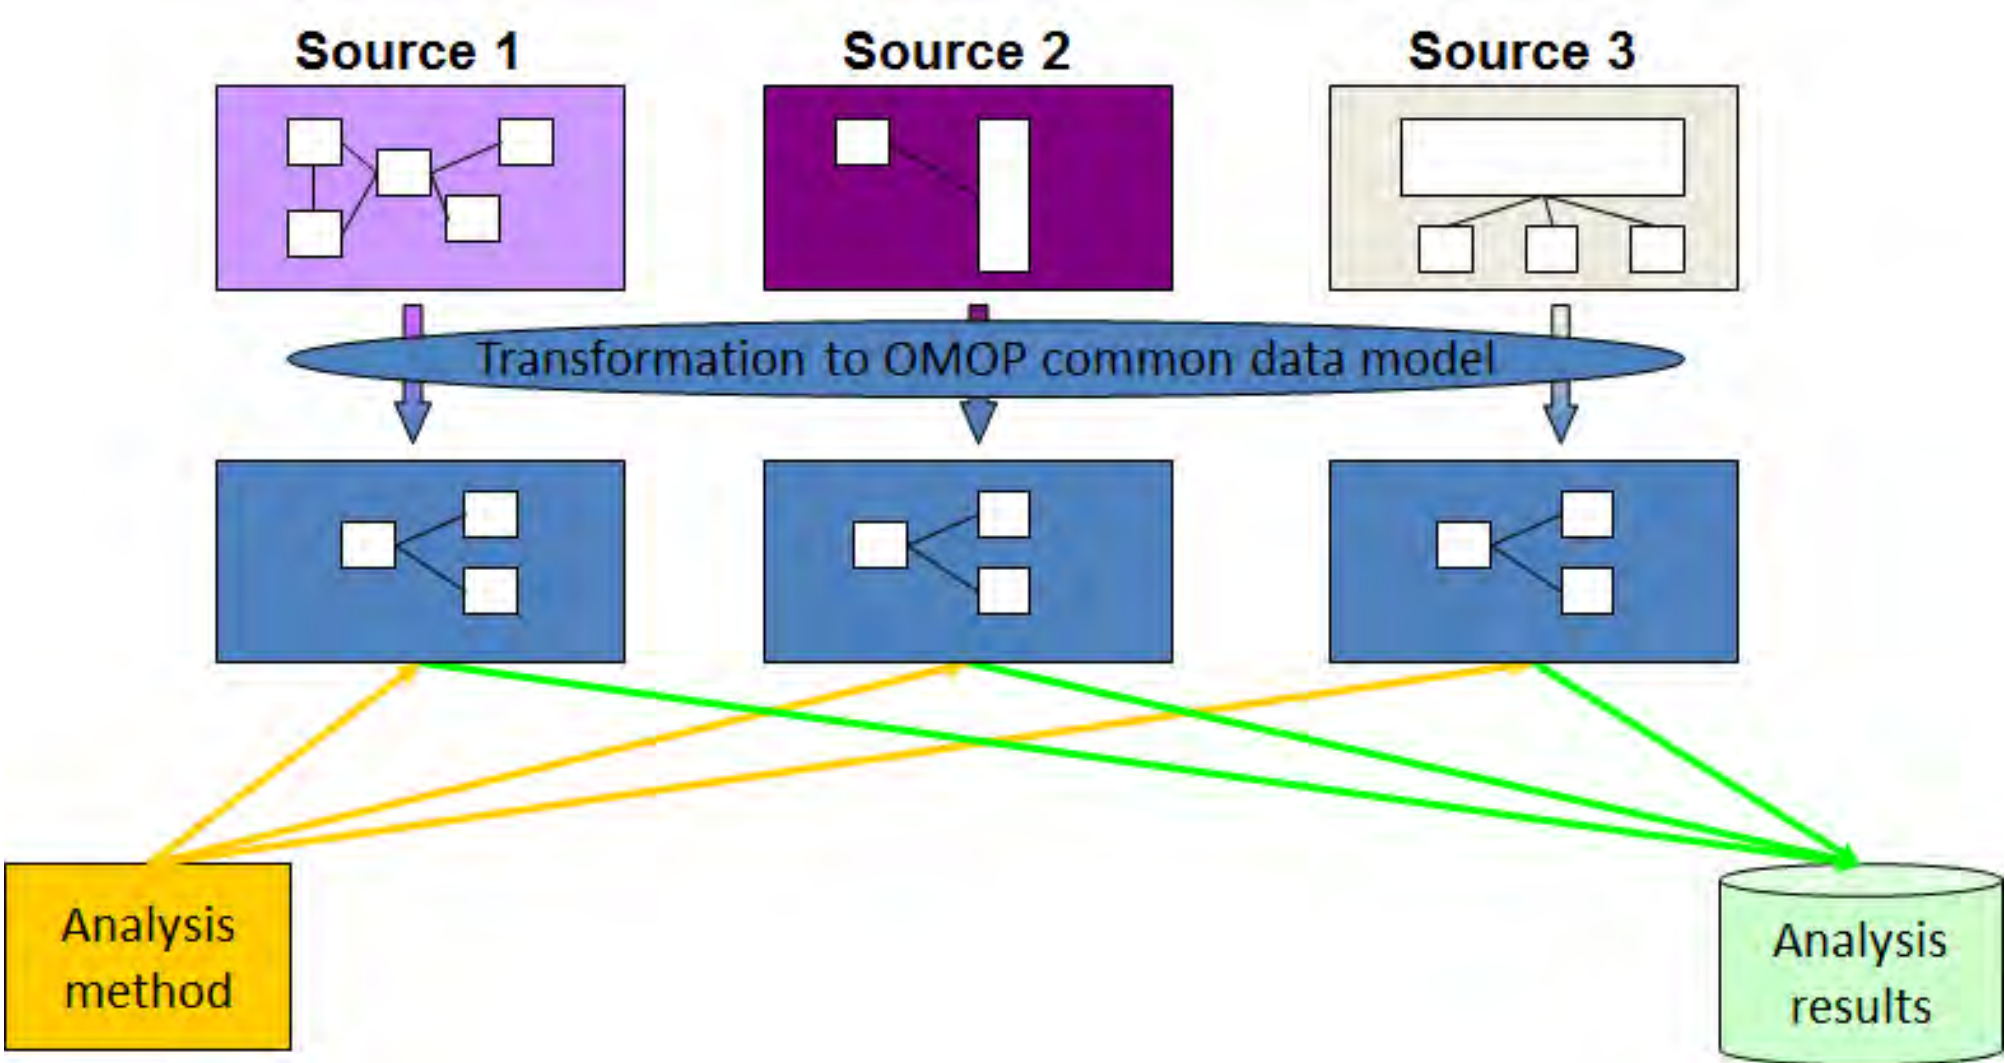 Source 1
Source 2
Source 3
Transformation to OMOP common data model
Analysis
method
Analysis
results